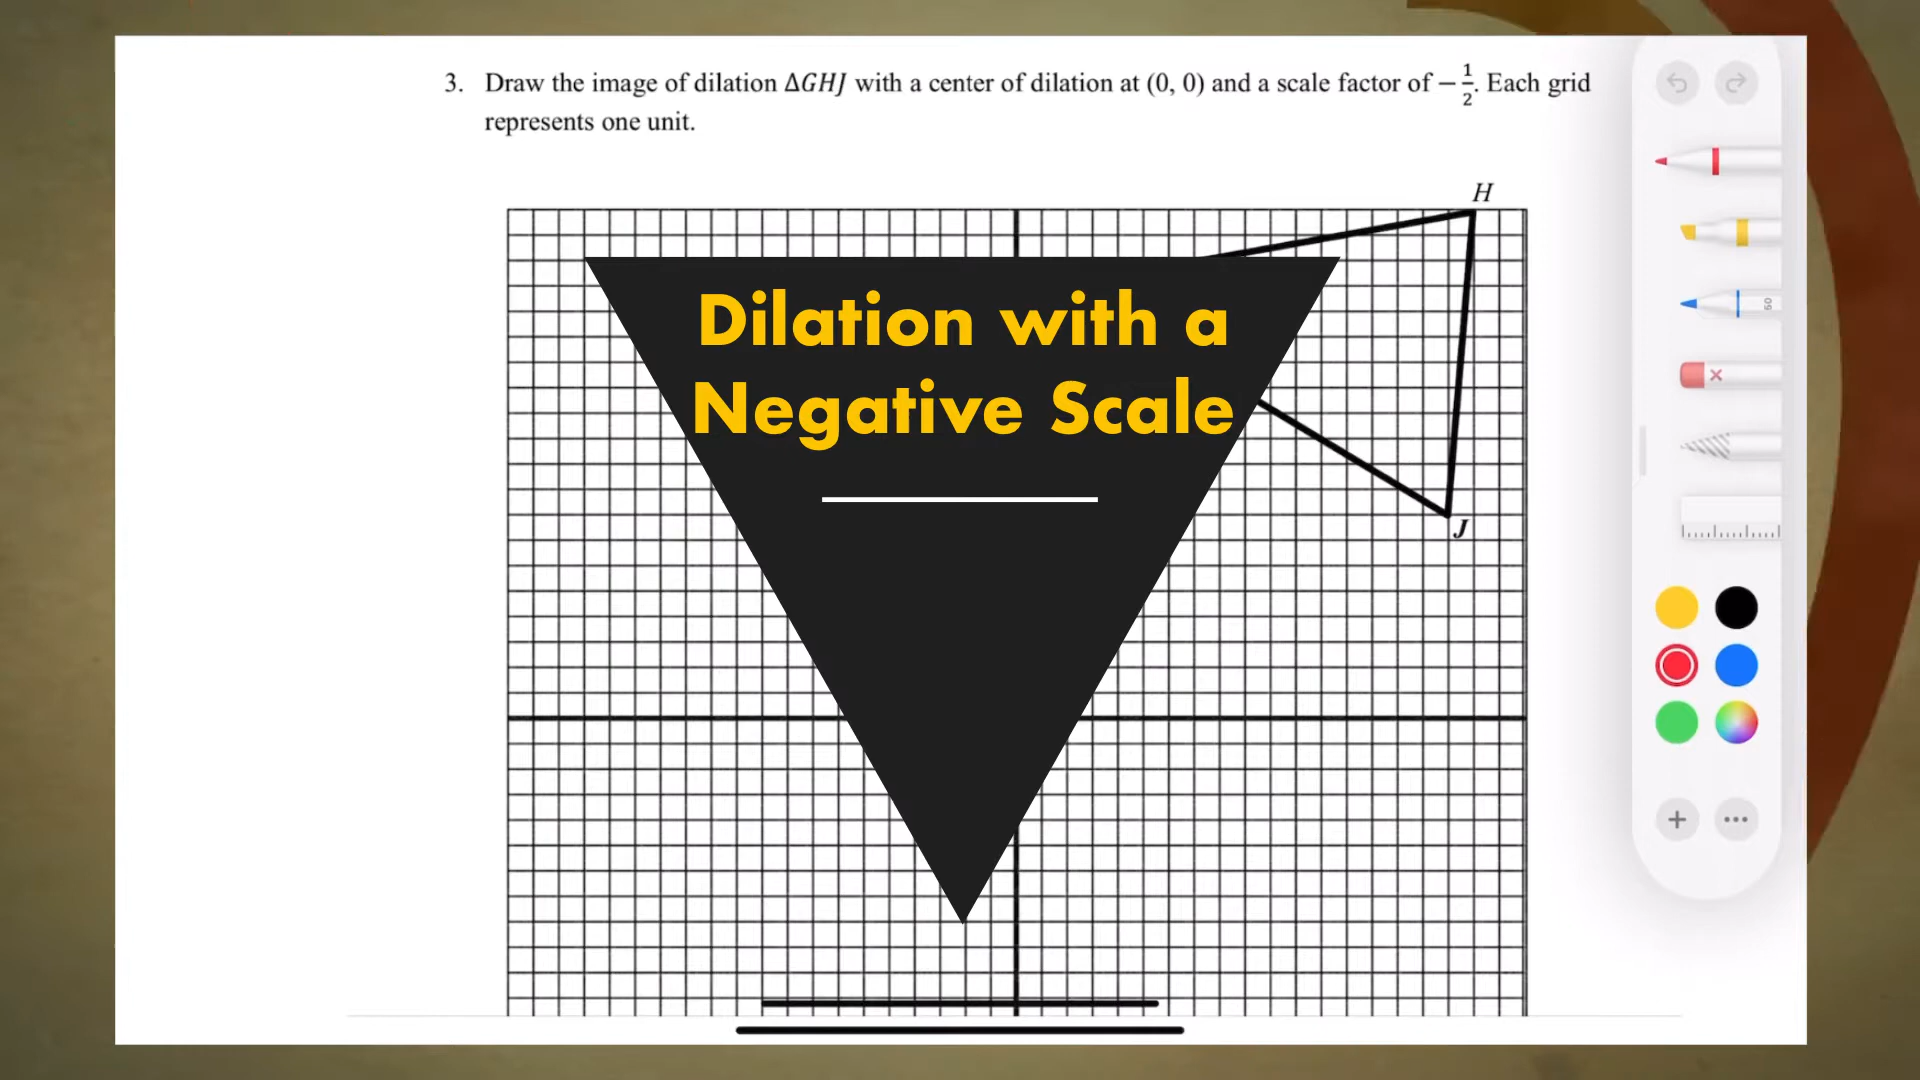 3. Draw the image of dilation ΔGHJ with a center of dilation at (0, 0) and a scale factor of −1/2. Each grid
represents one unit.
H
Dilation with a
Negative Scale
J
50